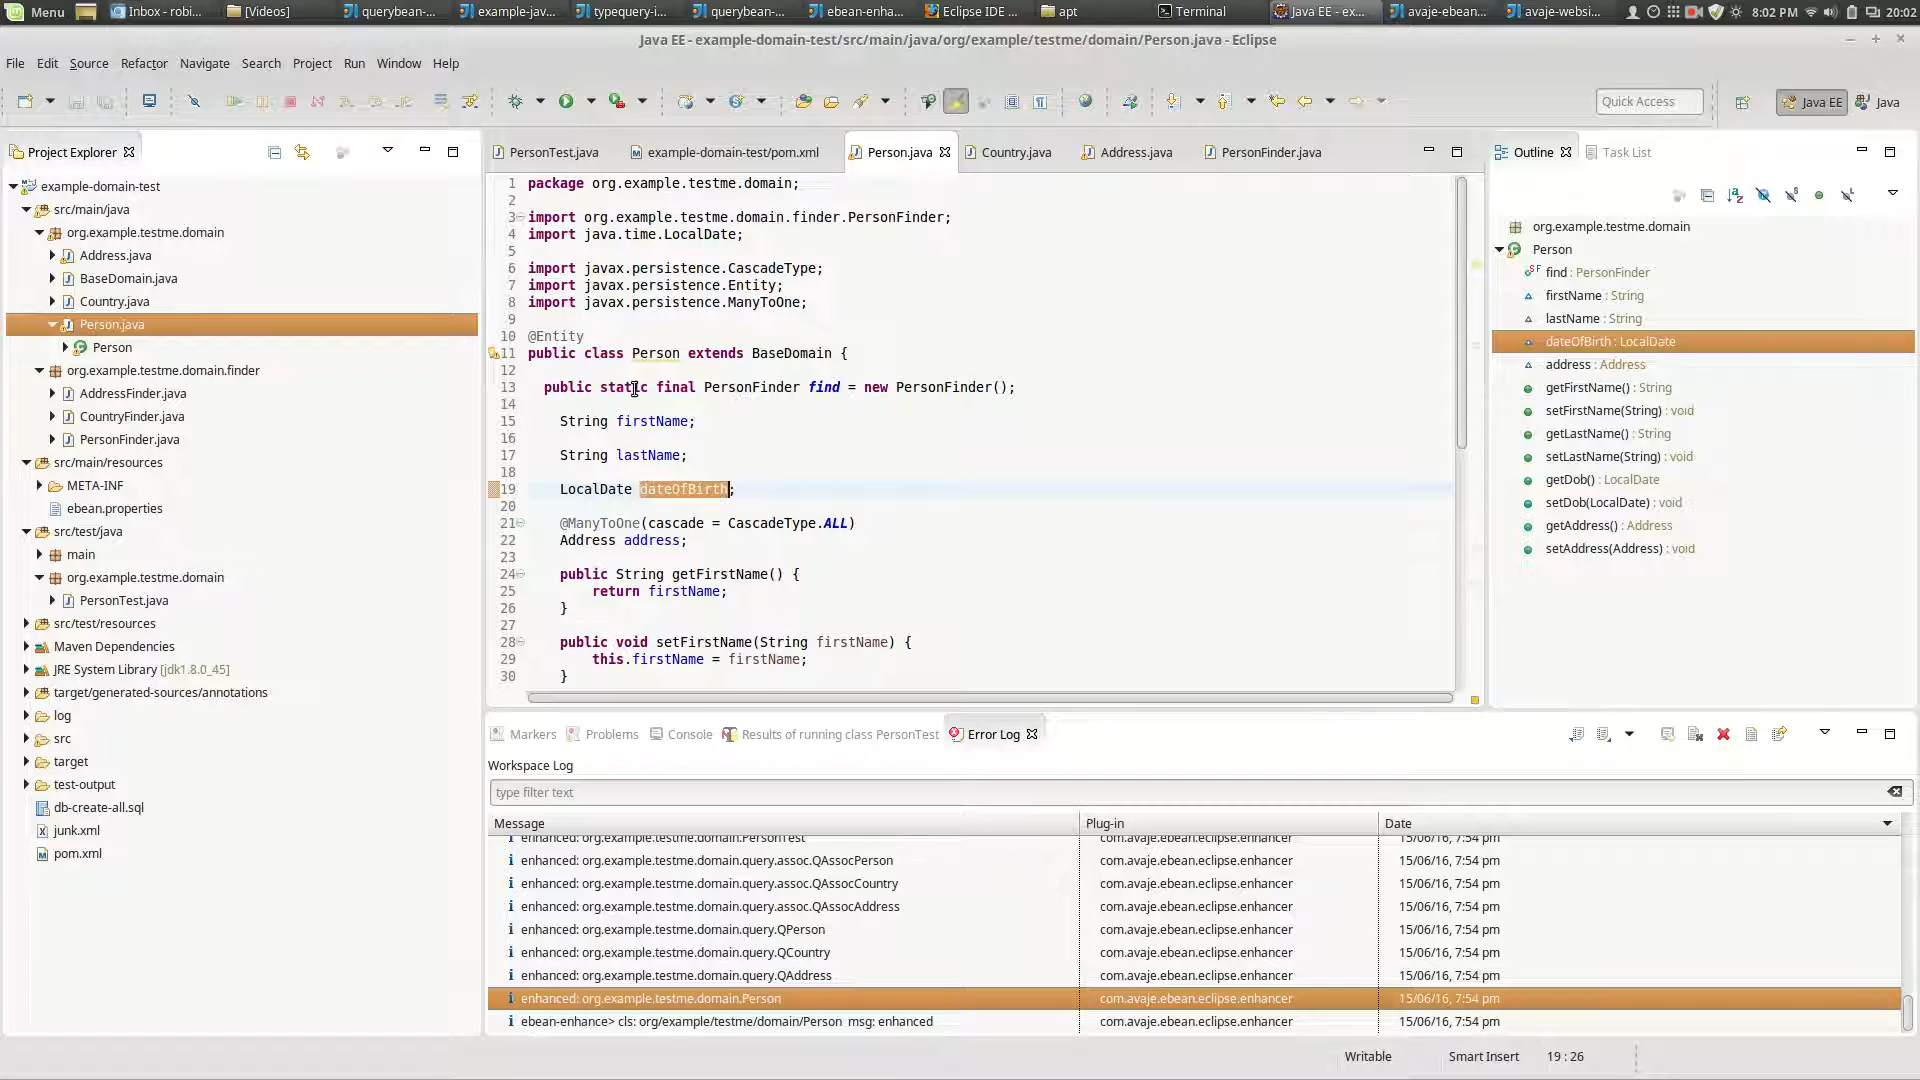 Menu
Inbox - robi...
[Videos]
querybean-...
example-jav...
typequery-i...
querybean-...
ebean-enha...
Eclipse IDE ...
apt
Terminal
Java EE - ex...
avaje-ebean...
avaje-websi...
8:02 PM
20:02
Java EE - example-domain-test/src/main/java/org/example/testme/domain/Person.java - Eclipse
File Edit Source Refactor Navigate Search Project Run Window Help
Quick Access
Java EE
Java
Project Explorer
example-domain-test
src/main/java
org.example.testme.domain
Address.java
BaseDomain.java
Country.java
Person.java
Person
org.example.testme.domain.finder
AddressFinder.java
CountryFinder.java
PersonFinder.java
src/main/resources
META-INF
ebean.properties
src/test/java
main
org.example.testme.domain
PersonTest.java
src/test/resources
Maven Dependencies
JRE System Library [jdk1.8.0_45]
target/generated-sources/annotations
log
src
target
test-output
db-create-all.sql
junk.xml
pom.xml
PersonTest.java
example-domain-test/pom.xml
Person.java
Country.java
Address.java
PersonFinder.java
1 package org.example.testme.domain;
2
3 import org.example.testme.domain.finder.PersonFinder;
4 import java.time.LocalDate;
5
6 import javax.persistence.CascadeType;
7 import javax.persistence.Entity;
8 import javax.persistence.ManyToOne;
9
10 @Entity
11 public class Person extends BaseDomain {
12
13 public static final PersonFinder find = new PersonFinder();
14
15 String firstName;
16
17 String lastName;
18
19 LocalDate dateOfBirth;
20
21 @ManyToOne(cascade = CascadeType.ALL)
22 Address address;
23
24 public String getFirstName() {
25 return firstName;
26 }
27
28 public void setFirstName(String firstName) {
29 this.firstName = firstName;
30 }
Outline
Task List
org.example.testme.domain
Person
find : PersonFinder
firstName : String
lastName : String
dateOfBirth : LocalDate
address : Address
getFirstName() : String
setFirstName(String) : void
getLastName() : String
setLastName(String) : void
getDob() : LocalDate
setDob(LocalDate) : void
getAddress() : Address
setAddress(Address) : void
Markers
Problems
Console
Results of running class PersonTest
Error Log
Workspace Log
type filter text
Message Plug-in Date
enhanced: org.example.testme.domain.PersonTest com.avaje.ebean.eclipse.enhancer 15/06/16, 7:54 pm
enhanced: org.example.testme.domain.query.assoc.QAssocPerson com.avaje.ebean.eclipse.enhancer 15/06/16, 7:54 pm
enhanced: org.example.testme.domain.query.assoc.QAssocCountry com.avaje.ebean.eclipse.enhancer 15/06/16, 7:54 pm
enhanced: org.example.testme.domain.query.assoc.QAssocAddress com.avaje.ebean.eclipse.enhancer 15/06/16, 7:54 pm
enhanced: org.example.testme.domain.query.QPerson com.avaje.ebean.eclipse.enhancer 15/06/16, 7:54 pm
enhanced: org.example.testme.domain.query.QCountry com.avaje.ebean.eclipse.enhancer 15/06/16, 7:54 pm
enhanced: org.example.testme.domain.query.QAddress com.avaje.ebean.eclipse.enhancer 15/06/16, 7:54 pm
enhanced: org.example.testme.domain.Person com.avaje.ebean.eclipse.enhancer 15/06/16, 7:54 pm
ebean-enhance> cls: org/example/testme/domain/Person msg: enhanced com.avaje.ebean.eclipse.enhancer 15/06/16, 7:54 pm
Writable
Smart Insert
19 : 26